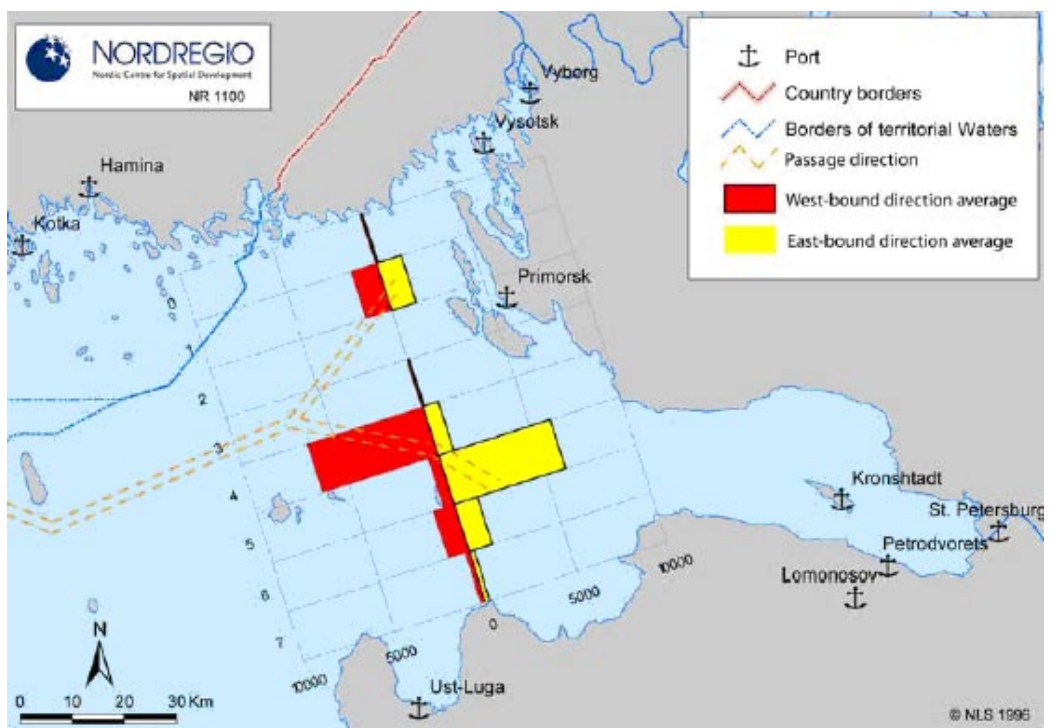 NORDREGIO
Nordic Centre for Spatial Development
NR 1100
Port
Country borders
Borders of territorial Waters
Passage direction
West-bound direction average
East-bound direction average
Vyborg
Vysotsk
Hamina
Kotka
Primorsk
0
1
2
3
4
5
6
7
Kronshtadt
St. Petersburg
Petrodvorets
Lomonosov
10000
5000
0
5000
10000
Ust-Luga
N
0 10 20 30 Km
© NLS 1996